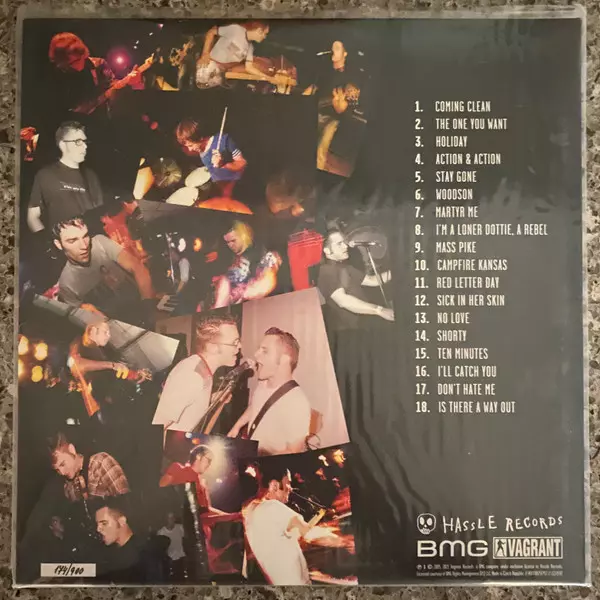 1. COMING CLEAN
2. THE ONE YOU WANT
3. HOLIDAY
4. ACTION & ACTION
5. STAY GONE
6. WOODSON
7. MARTYR ME
8. I'M A LONER DOTTIE, A REBEL
9. MASS PIKE
10. CAMPFIRE KANSAS
11. RED LETTER DAY
12. SICK IN HER SKIN
13. NO LOVE
14. SHORTY
15. TEN MINUTES
16. I'LL CATCH YOU
17. DON'T HATE ME
18. IS THERE A WAY OUT
HASSLE RECORDS
BMG VAGRANT